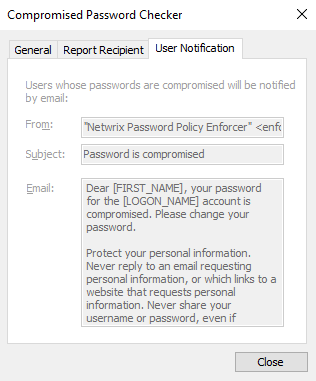 Compromised Password Checker
General Report Recipient User Notification
Users whose passwords are compromised will be notified
by email:
From: "Netwrix Password Policy Enforcer" <enfo
Subject: Password is compromised
Email: Dear [FIRST_NAME], your password
for the [LOGON_NAME] account is
compromised. Please change your
password.
Protect your personal information.
Never reply to an email requesting
personal information, or which links to a
website that requests personal
information. Never share your
username or password, even if
Close